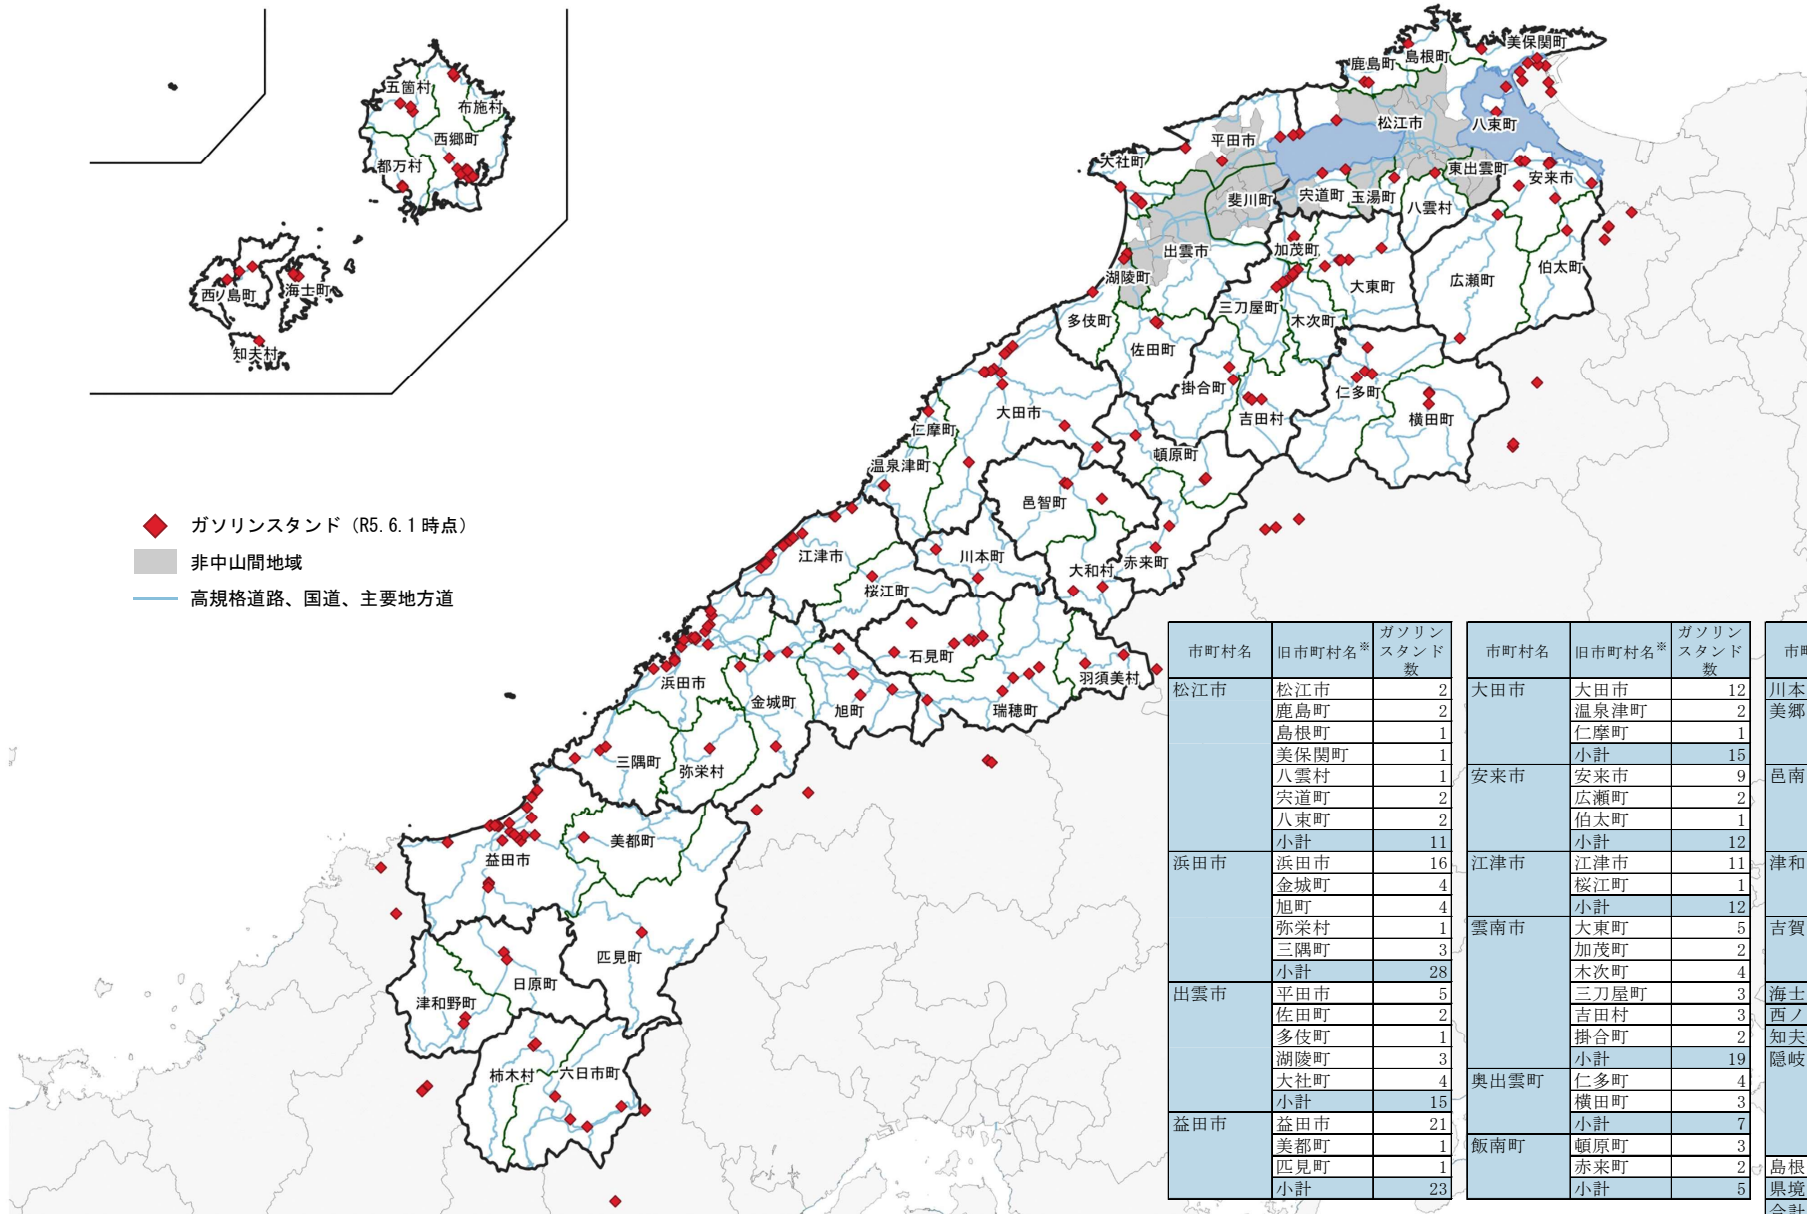 五箇村
布施村
西郷町
都万村
西ノ島町
海士町
知夫村
美保関町
島根町
鹿島町
松江市
八束町
平田市
大社町
東出雲町
安来市
斐川町
宍道町
玉湯町
八雲村
出雲市
加茂町
湖陵町
大東町
広瀬町
伯太町
多伎町
三刀屋町
木次町
佐田町
掛合町
吉田村
仁多町
横田町
大田市
仁摩町
温泉津町
頓原町
邑智町
川本町
大和村
赤来町
江津市
桜江町
石見町
羽須美村
瑞穂町
浜田市
金城町
旭町
三隅町
弥栄村
益田市
美都町
匹見町
日原町
津和野町
柿木村
六日市町
ガソリンスタンド（R5.6.1時点）
非中山間地域
高規格道路、国道、主要地方道
市町村名 旧市町村名※ ガソリンスタンド数
松江市 松江市 2
鹿島町 2
島根町 1
美保関町 1
八雲村 1
宍道町 2
八束町 2
小計 11
浜田市 浜田市 16
金城町 4
旭町 4
弥栄村 1
三隅町 3
小計 28
出雲市 平田市 5
佐田町 2
多伎町 1
湖陵町 3
大社町 4
小計 15
益田市 益田市 21
美都町 1
匹見町 1
小計 23
市町村名 旧市町村名※ ガソリンスタンド数
大田市 大田市 12
温泉津町 2
仁摩町 1
小計 15
安来市 安来市 9
広瀬町 2
伯太町 1
小計 12
江津市 江津市 11
桜江町 1
小計 12
雲南市 大東町 5
加茂町 2
木次町 4
三刀屋町 3
吉田村 3
掛合町 2
小計 19
奥出雲町 仁多町 4
横田町 3
小計 7
飯南町 頓原町 3
赤来町 2
小計 5
市町
川本
美郷
邑南
津和
吉賀
海士
西ノ
知夫
隠岐
島根
県境
合計